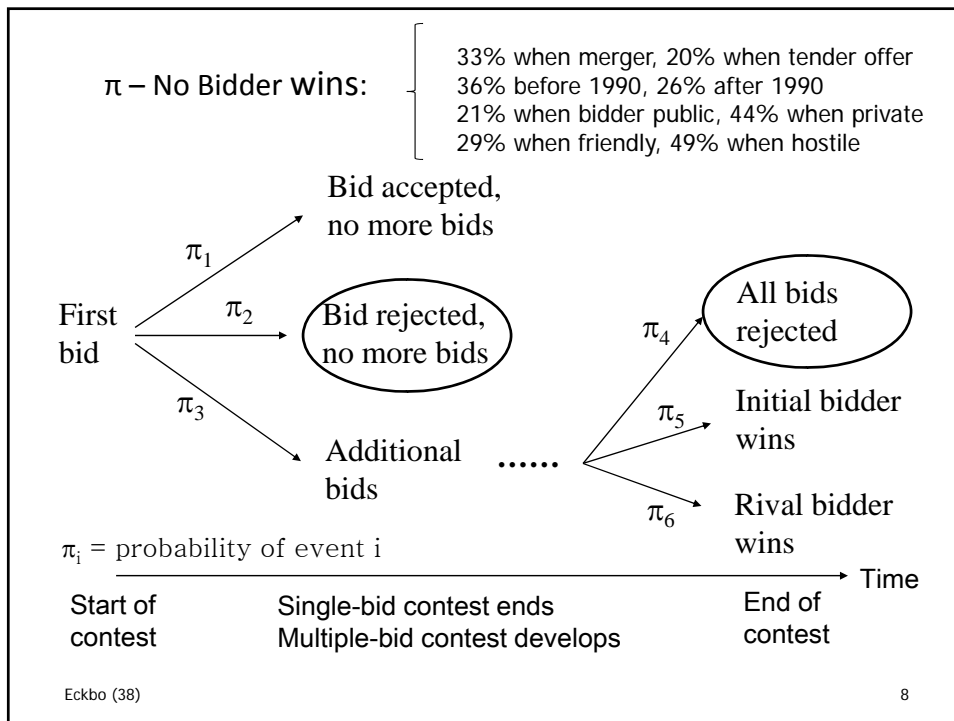 π – No Bidder wins:
33% when merger, 20% when tender offer
36% before 1990, 26% after 1990
21% when bidder public, 44% when private
29% when friendly, 49% when hostile
Bid accepted,
no more bids
π1
First
bid
π2
Bid rejected,
no more bids
π3
Additional
bids
......
π4
All bids
rejected
π5
Initial bidder
wins
π6
Rival bidder
wins
πi = probability of event i
Time
Start of
contest
Single-bid contest ends
Multiple-bid contest develops
End of
contest
Eckbo (38)
8